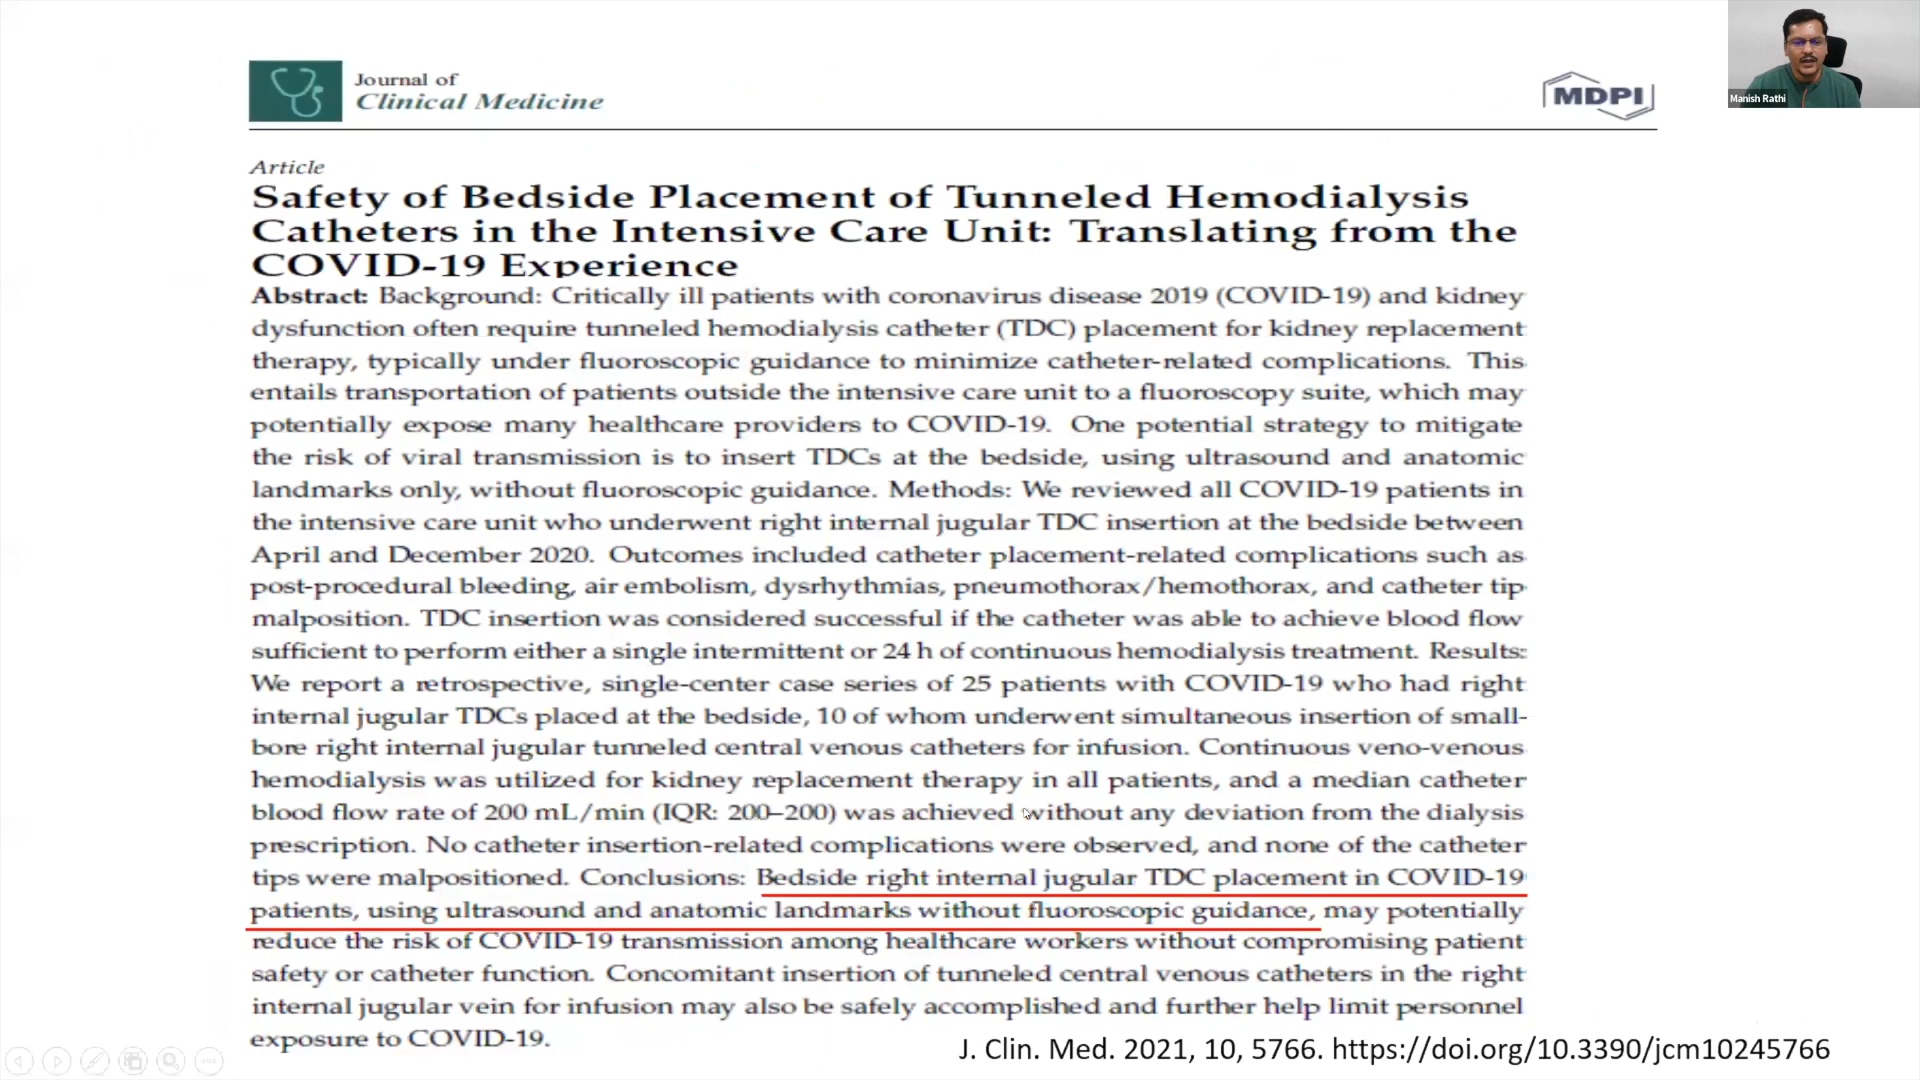 Journal of
Clinical Medicine
MDPI
Manish Rathi
Article
Safety of Bedside Placement of Tunneled Hemodialysis
Catheters in the Intensive Care Unit: Translating from the
COVID-19 Experience
Abstract: Background: Critically ill patients with coronavirus disease 2019 (COVID-19) and kidney
dysfunction often require tunneled hemodialysis catheter (TDC) placement for kidney replacement
therapy, typically under fluoroscopic guidance to minimize catheter-related complications. This
entails transportation of patients outside the intensive care unit to a fluoroscopy suite, which may
potentially expose many healthcare providers to COVID-19. One potential strategy to mitigate
the risk of viral transmission is to insert TDCs at the bedside, using ultrasound and anatomic
landmarks only, without fluoroscopic guidance. Methods: We reviewed all COVID-19 patients in
the intensive care unit who underwent right internal jugular TDC insertion at the bedside between
April and December 2020. Outcomes included catheter placement-related complications such as
post-procedural bleeding, air embolism, dysrhythmias, pneumothorax/hemothorax, and catheter tip
malposition. TDC insertion was considered successful if the catheter was able to achieve blood flow
sufficient to perform either a single intermittent or 24 h of continuous hemodialysis treatment. Results:
We report a retrospective, single-center case series of 25 patients with COVID-19 who had right
internal jugular TDCs placed at the bedside, 10 of whom underwent simultaneous insertion of small-
bore right internal jugular tunneled central venous catheters for infusion. Continuous veno-venous
hemodialysis was utilized for kidney replacement therapy in all patients, and a median catheter
blood flow rate of 200 mL/min (IQR: 200–200) was achieved without any deviation from the dialysis
prescription. No catheter insertion-related complications were observed, and none of the catheter
tips were malpositioned. Conclusions: Bedside right internal jugular TDC placement in COVID-19
patients, using ultrasound and anatomic landmarks without fluoroscopic guidance, may potentially
reduce the risk of COVID-19 transmission among healthcare workers without compromising patient
safety or catheter function. Concomitant insertion of tunneled central venous catheters in the right
internal jugular vein for infusion may also be safely accomplished and further help limit personnel
exposure to COVID-19.
J. Clin. Med. 2021, 10, 5766. https://doi.org/10.3390/jcm10245766